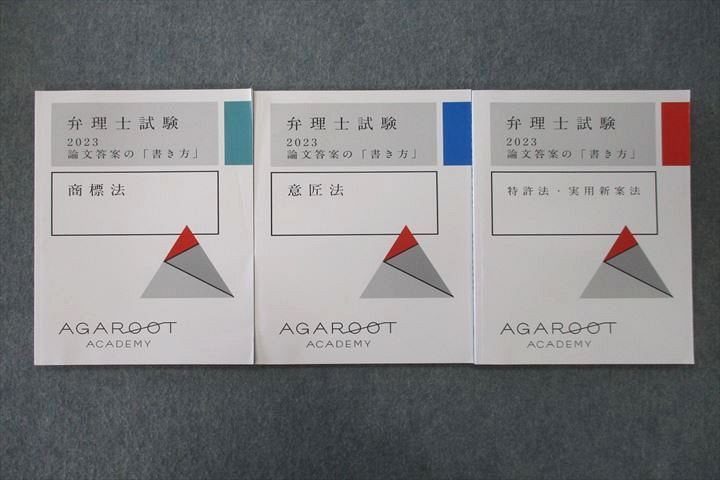 弁理士試験
2023
論文答案の「書き方」
商標法
AGAROOT
ACADEMY
弁理士試験
2023
論文答案の「書き方」
意匠法
AGAROOT
ACADEMY
弁理士試験
2023
論文答案の「書き方」
特許法・実用新案法
AGAROOT
ACADEMY